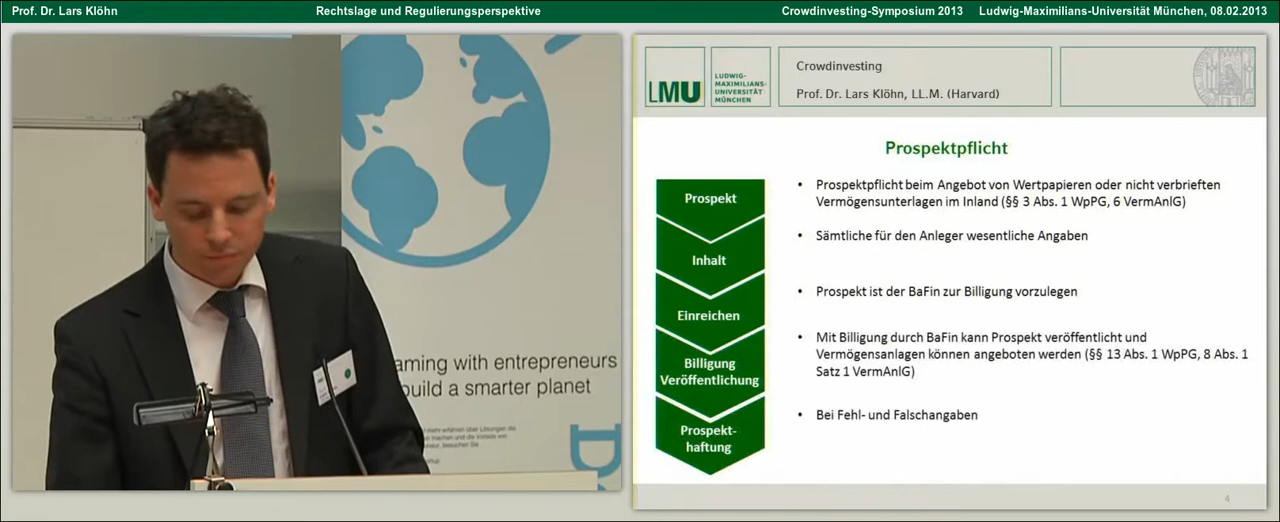 Prof. Dr. Lars Klöhn Rechtslage und Regulierungsperspektive Crowdinvesting-Symposium 2013 Ludwig-Maximilians-Universität München, 08.02.2013
aming with entrepreneurs
build a smarter planet
LMU
LUDWIG-
MAXIMILIANS-
UNIVERSITÄT
MÜNCHEN
Crowdinvesting
Prof. Dr. Lars Klöhn, LL.M. (Harvard)
Prospektpflicht
Prospekt
• Prospektpflicht beim Angebot von Wertpapieren oder nicht verbrieften
Vermögensunterlagen im Inland (§§ 3 Abs. 1 WpPG, 6 VermAnlG)
Inhalt
• Sämtliche für den Anleger wesentliche Angaben
Einreichen
• Prospekt ist der BaFin zur Billigung vorzulegen
Billigung
Veröffentlichung
• Mit Billigung durch BaFin kann Prospekt veröffentlicht und
Vermögensanlagen können angeboten werden (§§ 13 Abs. 1 WpPG, 8 Abs. 1
Satz 1 VermAnlG)
Prospekt-
haftung
• Bei Fehl- und Falschangaben
4